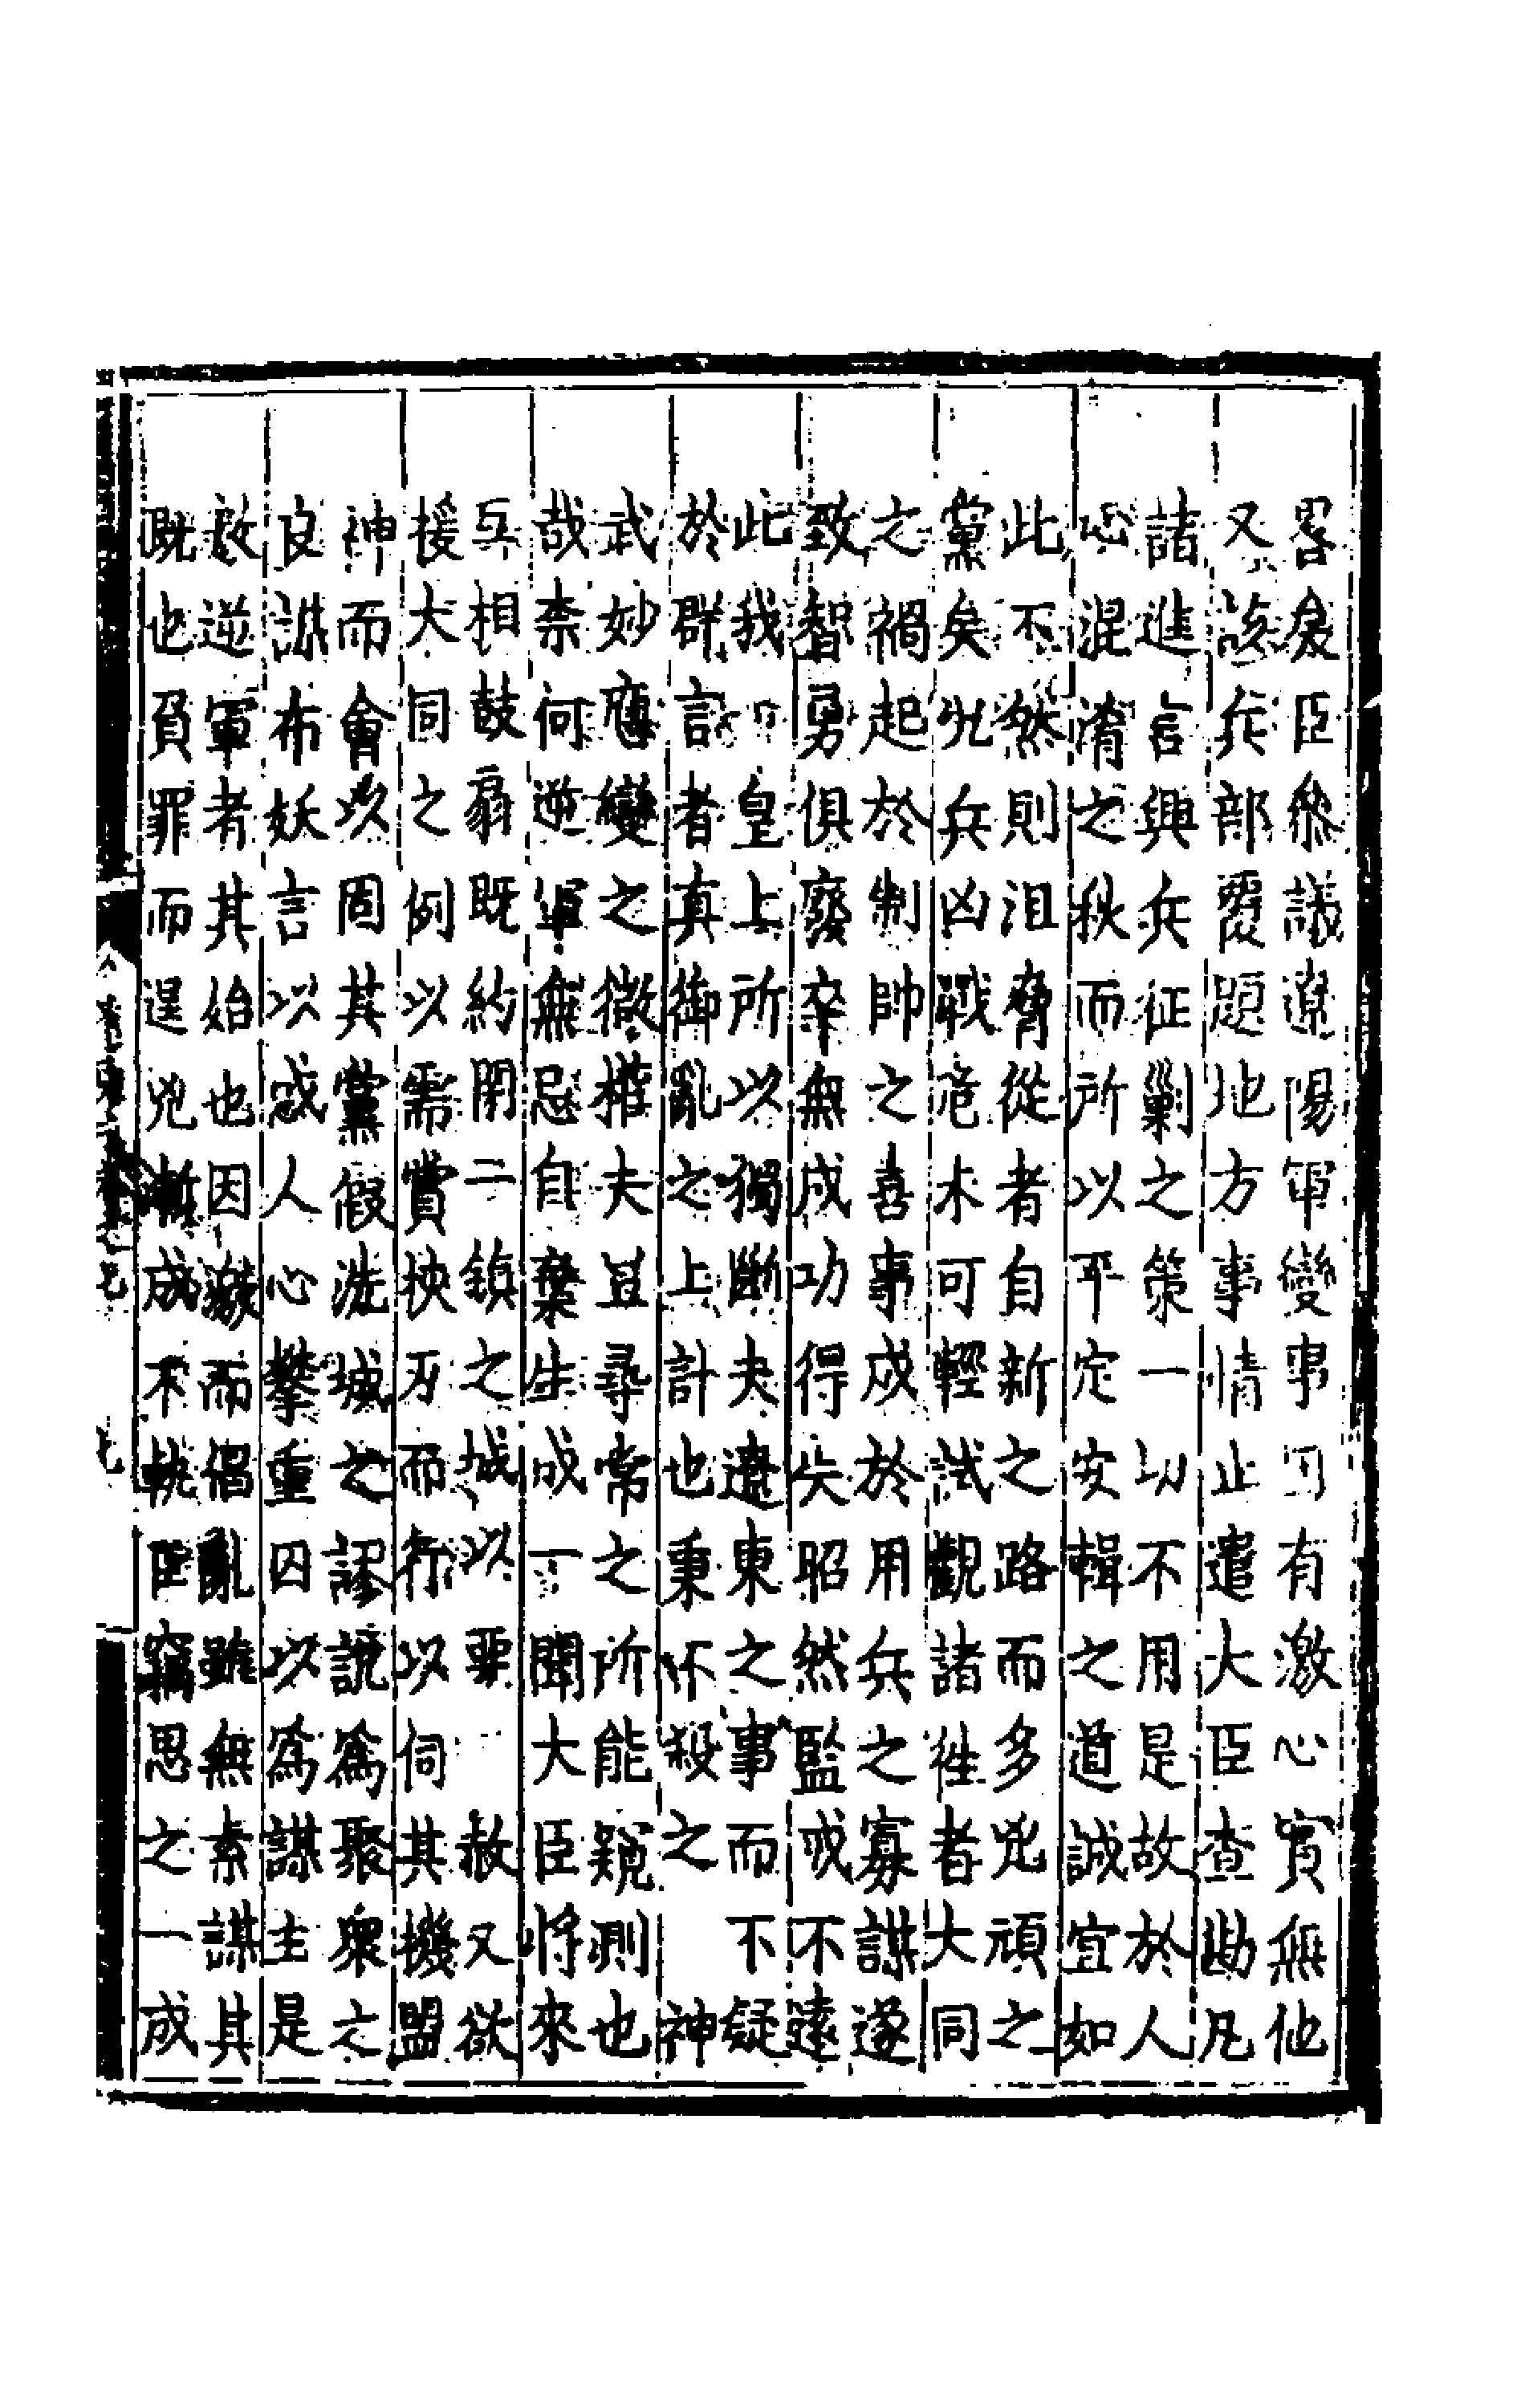 畧爰臣叅議遼陽軍變事因有激心實無他
又該兵部覆題地方事情止遣大臣查勘凡
諸進言興兵征剿之策一切不用是故於人
心混淆之秋而所以平定安輯之道誠宜如
此不然則沮脅從者自新之路而多兇頑之
黨矣况兵凶戰危未可輕試觀諸徃者大同
之禍起於制帥之喜事成於用兵之寡謀遂
致智勇俱廢卒無成功得失昭然監戒不遠
此我皇上所以獨斷夫遼東之事而不疑
於群言者真御亂之上計也秉不殺之神
武妙應變之微權夫豈尋常之所能窺測也
哉柰何逆軍無忌自棄生成一聞大臣將來
互相鼓扇既約閉二鎮之城以要赦又欲
援大同之例以需賞挾刃而行以伺其機盟
神而會以固其黨假洗城之謬說爲聚衆之
良謀布妖言以惑人心攀重囚以爲謀主是
故逆軍者其始也因激而倡亂雖無素謀其
既也負罪而逞兇漸成不軌臣竊思之一成